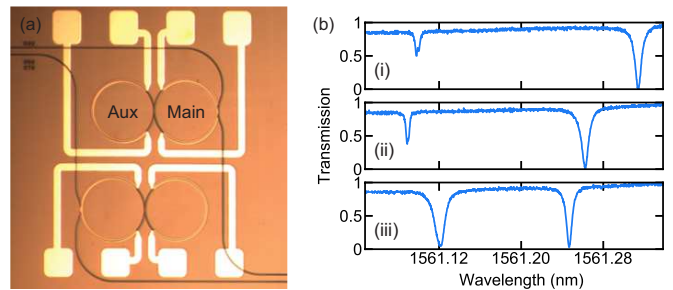 (a)
Aux
Main
(b)
Transmission
1
0.5
0
(i)
1
0.5
0
(ii)
1
0.5
0
(iii)
1561.12
1561.20
1561.28
Wavelength (nm)